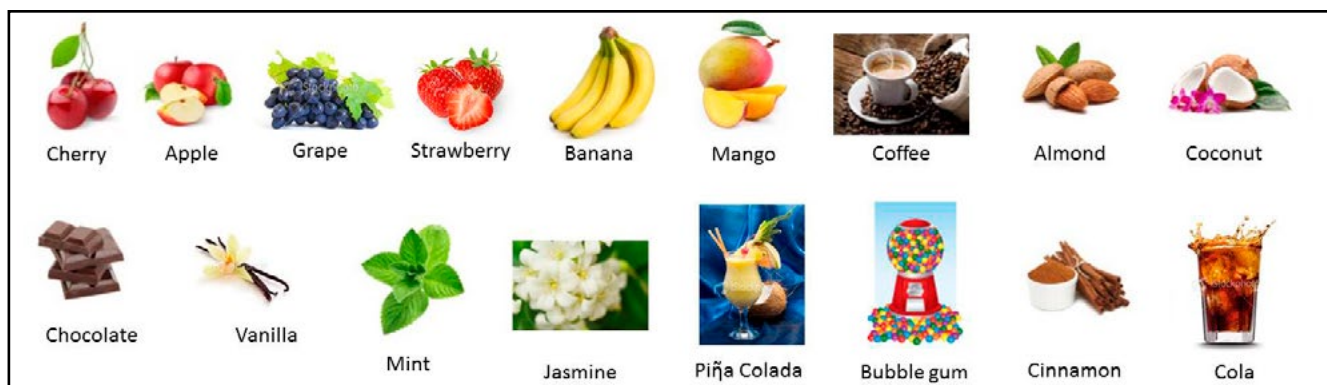 Cherry
Apple
Grape
Strawberry
Banana
Mango
Coffee
Almond
Coconut
Chocolate
Vanilla
Mint
Jasmine
Piña Colada
Bubble gum
Cinnamon
Cola